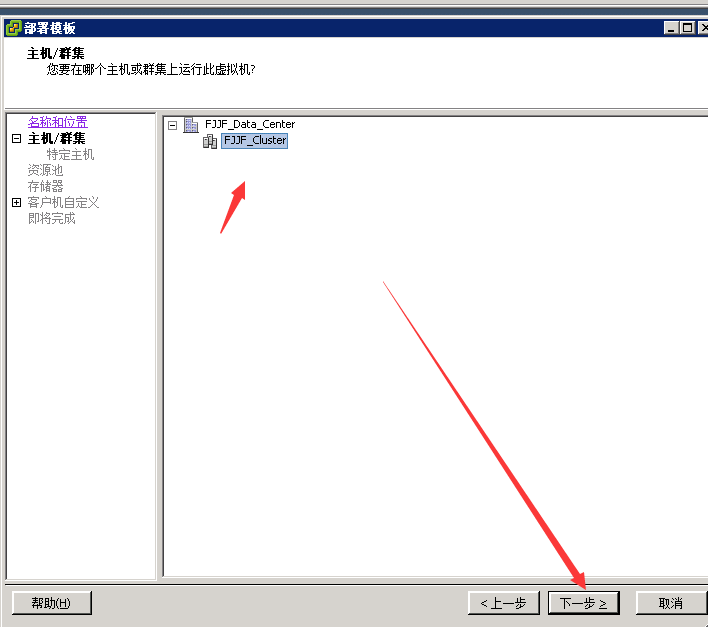 部署模板
主机/群集
您要在哪个主机或群集上运行此虚拟机?
名称和位置
主机/群集
特定主机
资源池
存储器
客户机自定义
即将完成
FJJF_Data_Center
FJJF_Cluster
帮助(H)
< 上一步
下一步 ≥
取消